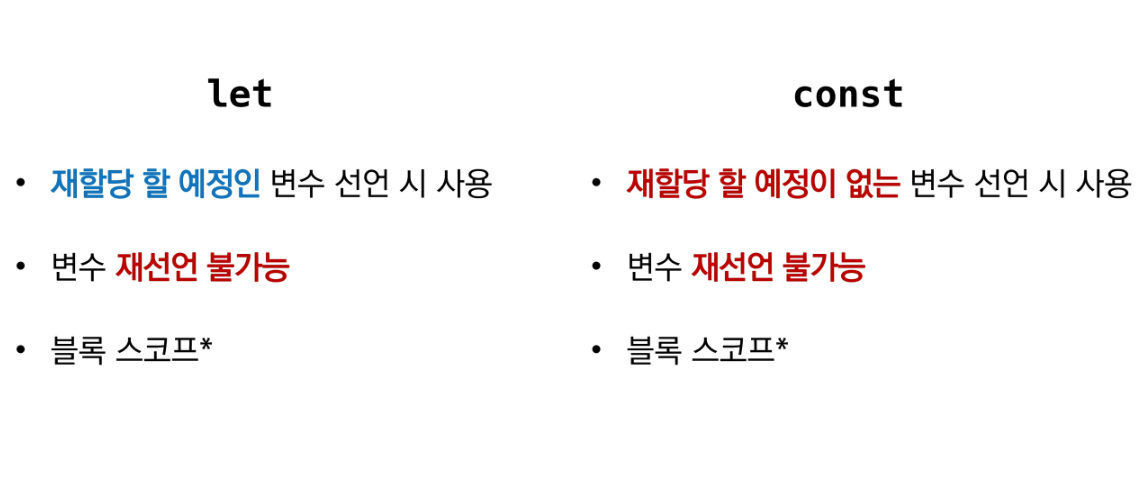 let
• 재할당 할 예정인 변수 선언 시 사용
• 변수 재선언 불가능
• 블록 스코프*
const
• 재할당 할 예정이 없는 변수 선언 시 사용
• 변수 재선언 불가능
• 블록 스코프*